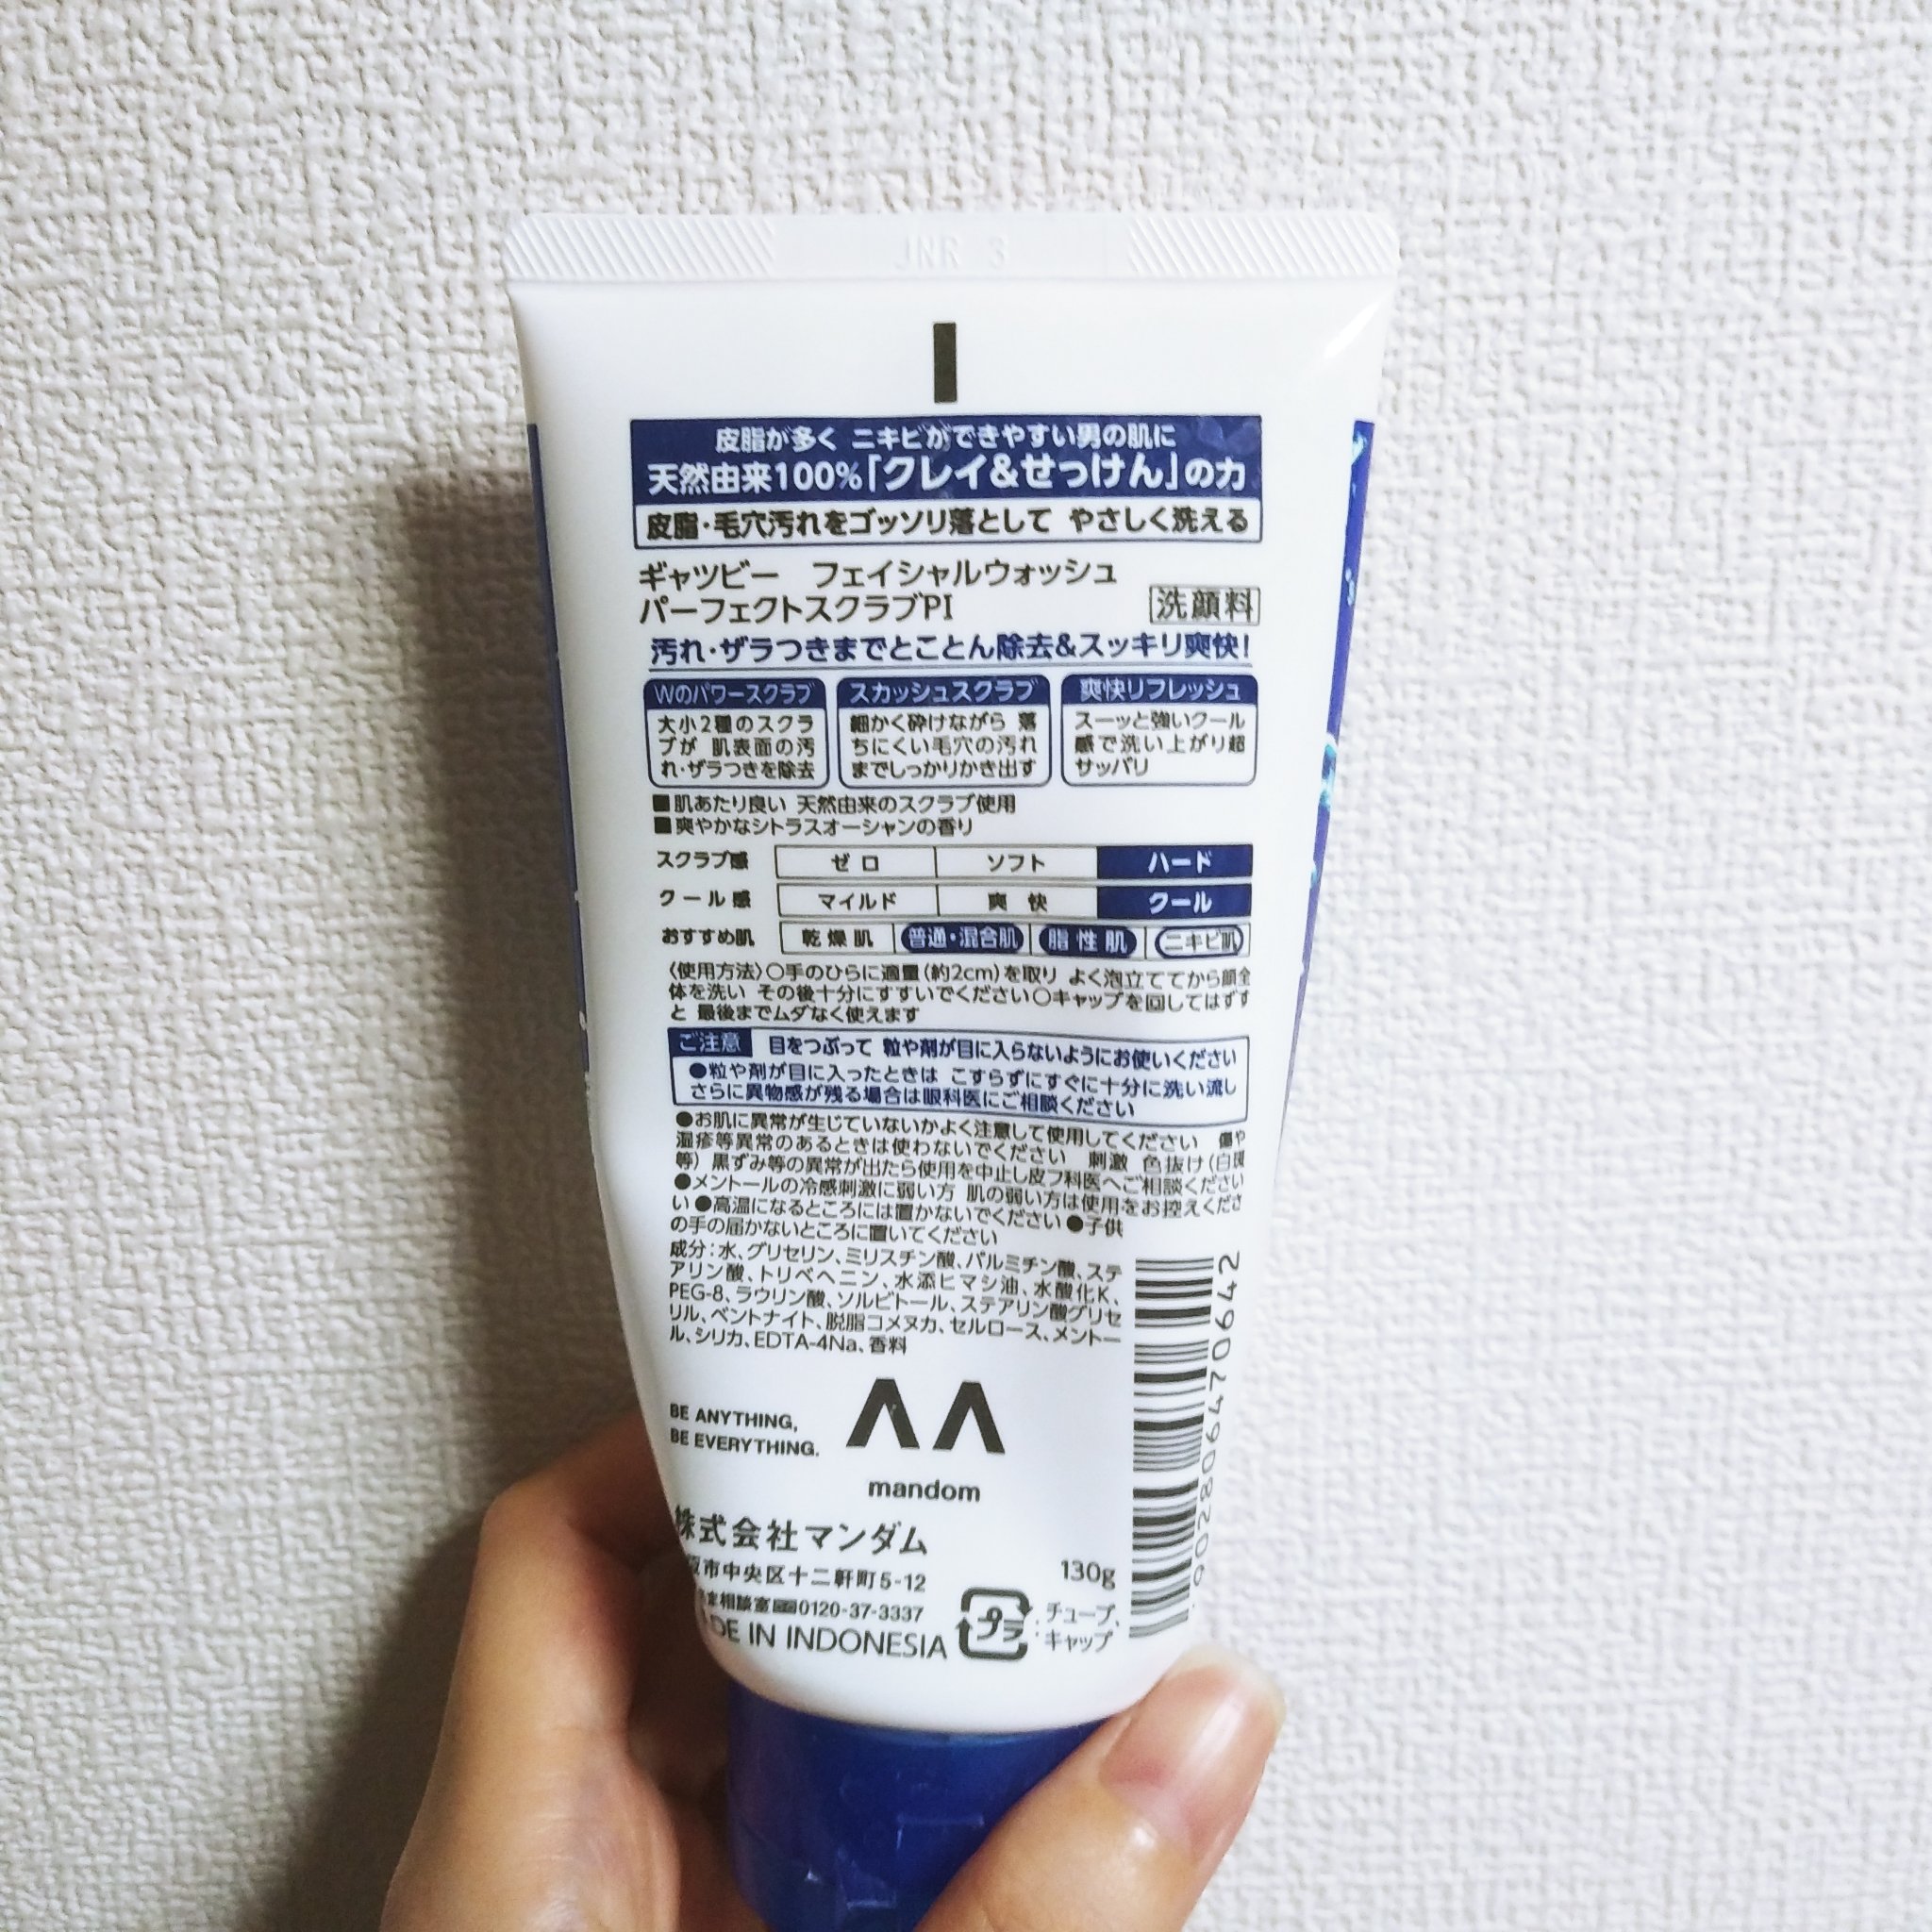 JNR 3
皮脂が多く ニキビができやすい男の肌に
天然由来100%「クレイ&せっけん」の力
皮脂・毛穴汚れをゴッソリ落として やさしく洗える
ギャツビー フェイシャルウォッシュ
パーフェクトスクラブPI
洗顔料
汚れ・ザラつきまでとことん除去&スッキリ爽快!
Wのパワースクラブ
大小2種のスクラ
ブが 肌表面の汚
れ・ザラつきを除去
スカッシュスクラブ
細かく砕けながら 落
ちにくい毛穴の汚れ
までしっかりかき出す
爽快リフレッシュ
スーッと強いクール
感で洗い上がり超
サッパリ
■肌あたり良い 天然由来のスクラブ使用
■爽やかなシトラスオーシャンの香り
スクラブ感 ゼロ ソフト ハード
クール感 マイルド 爽快 クール
おすすめ肌 乾燥肌 普通・混合肌 脂性肌 ニキビ肌
〈使用方法〉○手のひらに適量(約2cm)を取り よく泡立ててから顔全
体を洗い その後十分にすすいでください○キャップを回してはずす
と 最後までムダなく使えます
ご注意 目をつぶって 粒や剤が目に入らないようにお使いください
●粒や剤が目に入ったときは こすらずにすぐに十分に洗い流し
さらに異物感が残る場合は眼科医にご相談ください
●お肌に異常が生じていないかよく注意して使用してください 傷や
湿疹等異常のあるときは使わないでください 刺激 色抜け(白斑
等) 黒ずみ等の異常が出たら使用を中止し皮フ科医へご相談ください
●メントールの冷感刺激に弱い方 肌の弱い方は使用をお控えくださ
い ●高温になるところには置かないでください ●子供
の手の届かないところに置いてください
成分:水、グリセリン、ミリスチン酸、パルミチン酸、ステ
アリン酸、トリベヘニン、水添ヒマシ油、水酸化K、
PEG-8、ラウリン酸、ソルビトール、ステアリン酸グリセ
リル、ベントナイト、脱脂コメヌカ、セルロース、メントー
ル、シリカ、EDTA-4Na、香料
BE ANYTHING,
BE EVERYTHING.
mandom
株式会社マンダム
阪市中央区十二軒町5-12
相談室 0120-37-3337
DE IN INDONESIA
130g
プラ
チューブ、
キャップ
902806470642